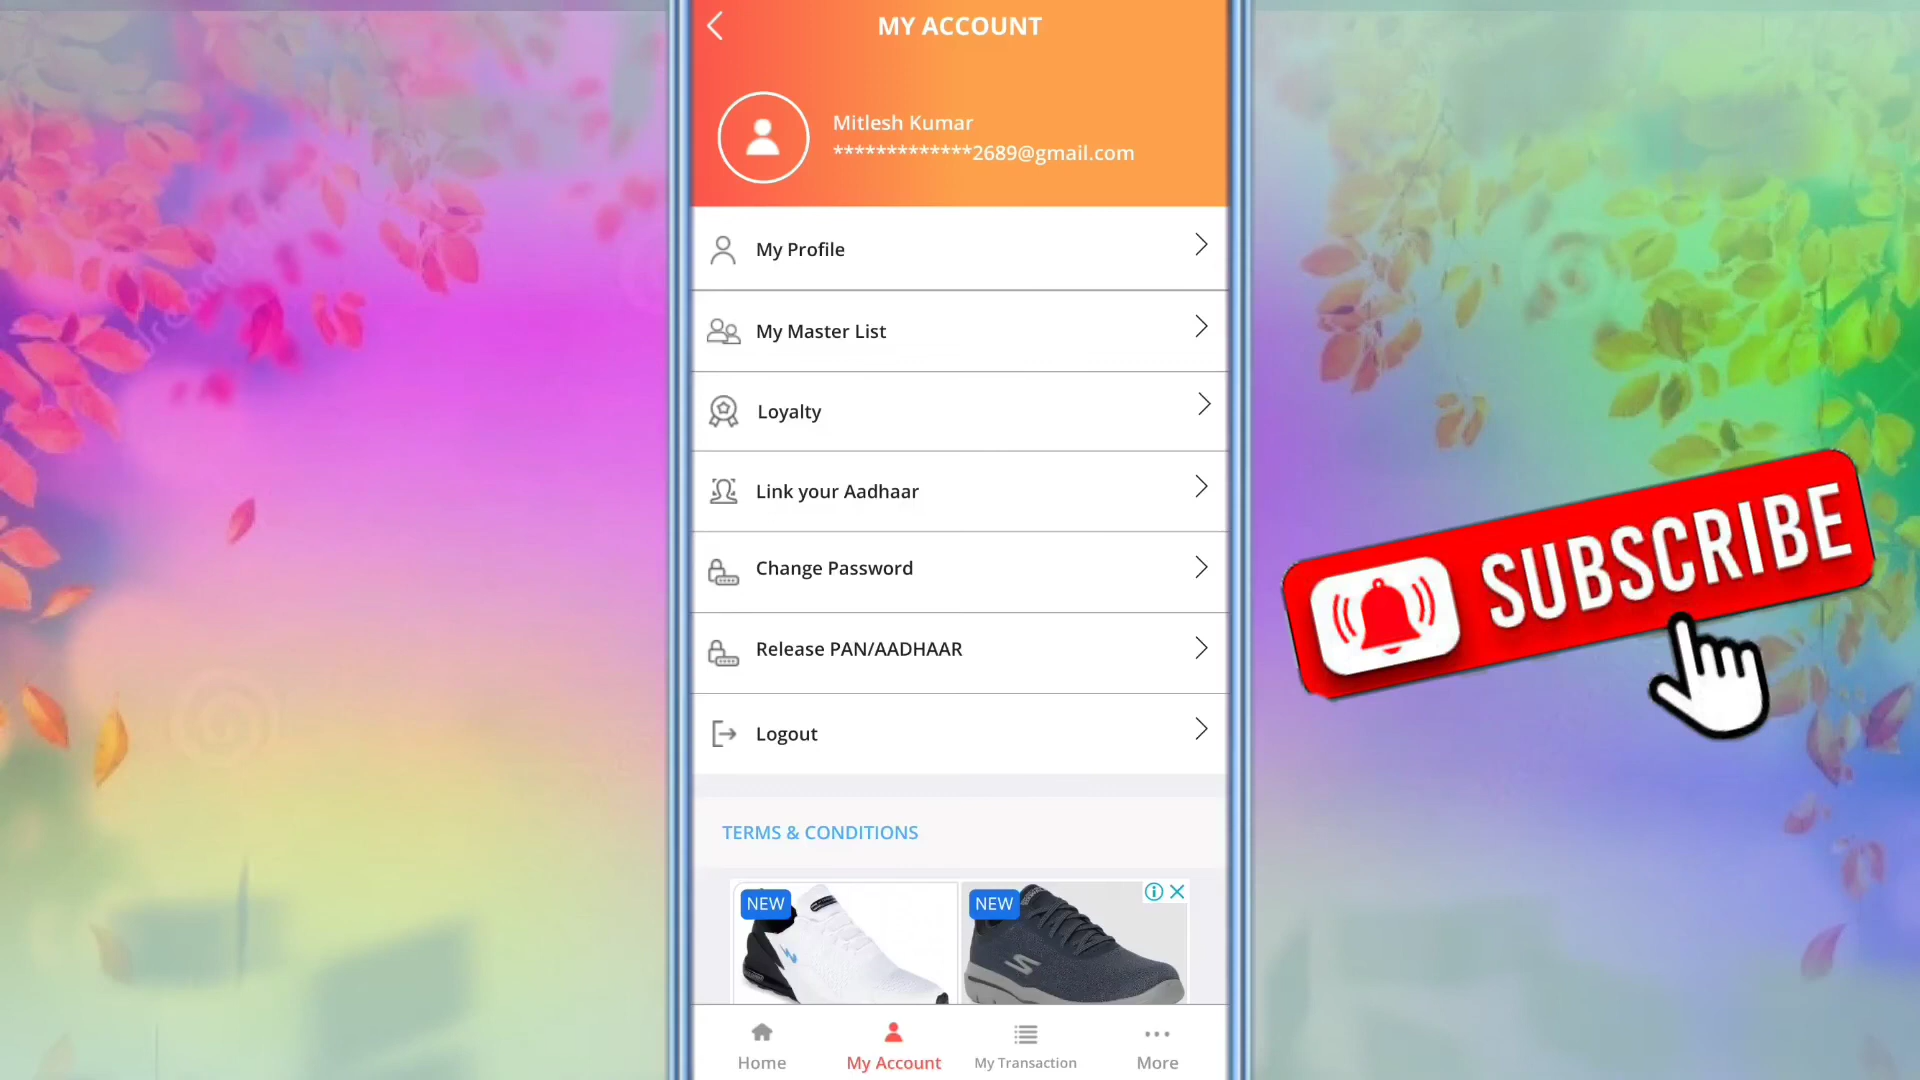 MY ACCOUNT
Mitlesh Kumar
*************2689@gmail.com
My Profile
My Master List
Loyalty
Link your Aadhaar
Change Password
Release PAN/AADHAAR
Logout
TERMS & CONDITIONS
NEW
NEW
Home
My Account
My Transaction
More
SUBSCRIBE